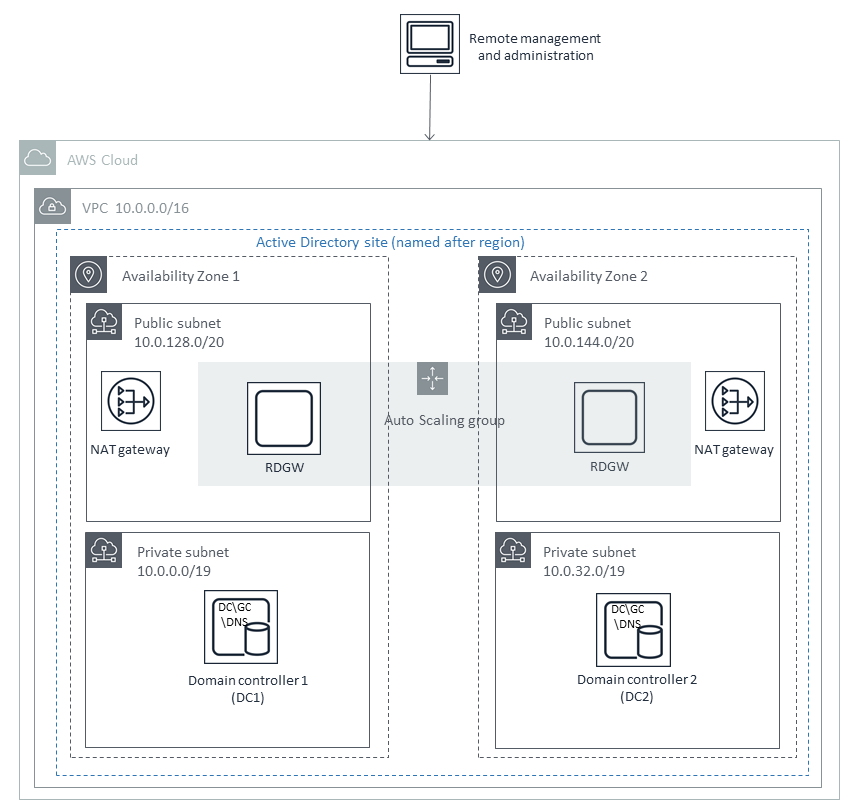 Remote management
and administration
AWS Cloud
VPC 10.0.0.0/16
Active Directory site (named after region)
Availability Zone 1
Availability Zone 2
Public subnet
10.0.128.0/20
Public subnet
10.0.144.0/20
NAT gateway
RDGW
Auto Scaling group
RDGW
NAT gateway
Private subnet
10.0.0.0/19
Private subnet
10.0.32.0/19
DC\GC
\DNS
Domain controller 1
(DC1)
DC\GC
\DNS
Domain controller 2
(DC2)